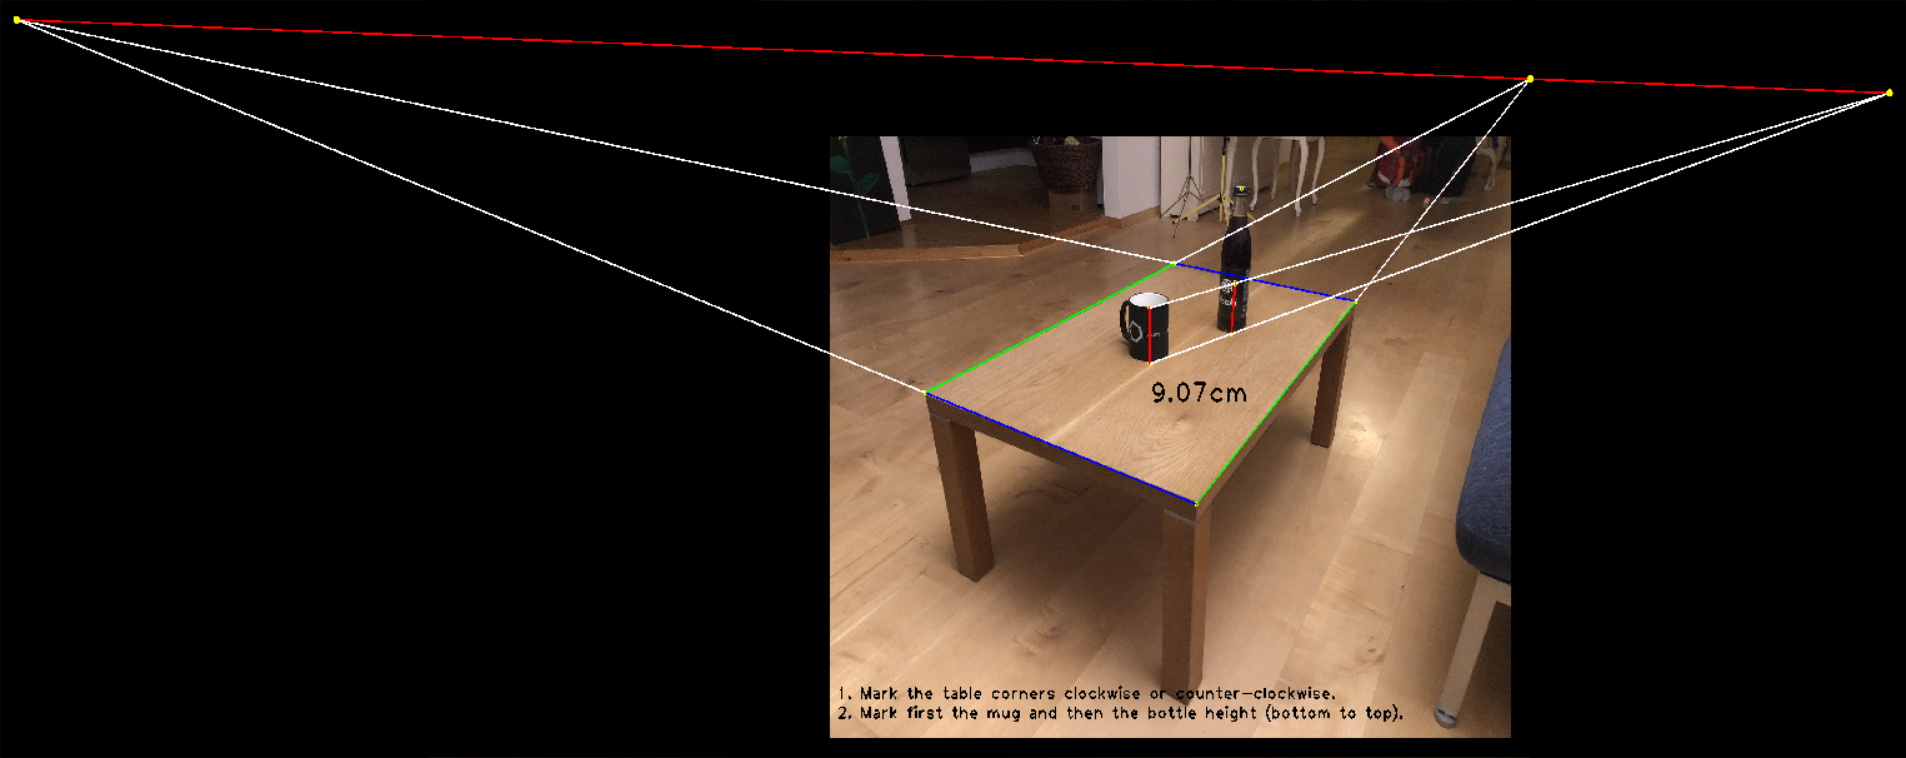 9.07cm
1. Mark the table corners clockwise or counter-clockwise.
2. Mark first the mug and then the bottle height (bottom to top).